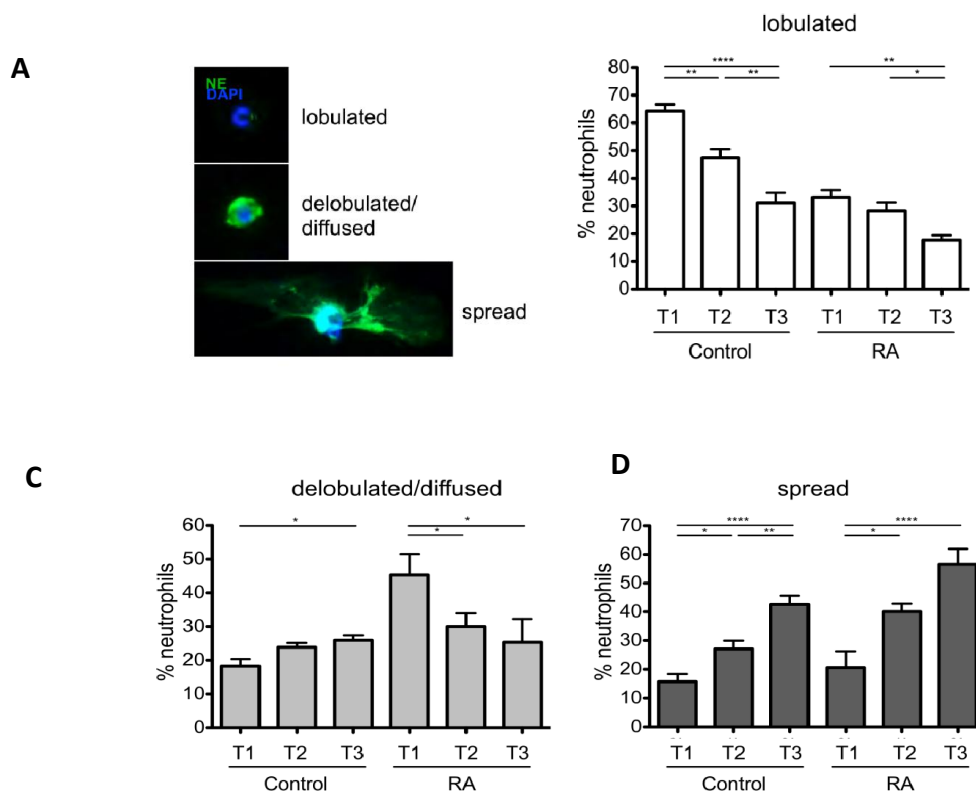 A
NE
DAPI
lobulated
delobulated/
diffused
spread
lobulated
**** **
** ** *
% neutrophils
80
70
60
50
40
30
20
10
0
T1 T2 T3 T1 T2 T3
Control RA
C
delobulated/diffused
* *
*
% neutrophils
60
50
40
30
20
10
0
T1 T2 T3 T1 T2 T3
Control RA
D
spread
**** ****
* ** *
% neutrophils
70
60
50
40
30
20
10
0
T1 T2 T3 T1 T2 T3
Control RA